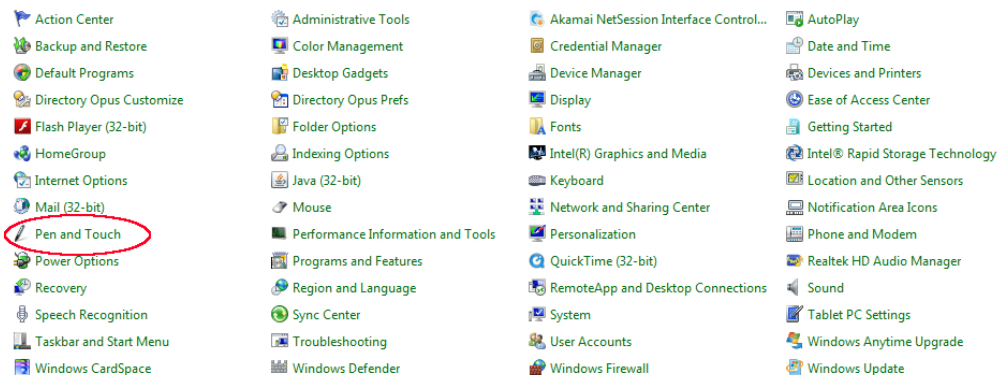 Action Center
Administrative Tools
Akamai NetSession Interface Control...
AutoPlay
Backup and Restore
Color Management
Credential Manager
Date and Time
Default Programs
Desktop Gadgets
Device Manager
Devices and Printers
Directory Opus Customize
Directory Opus Prefs
Display
Ease of Access Center
Flash Player (32-bit)
Folder Options
Fonts
Getting Started
HomeGroup
Indexing Options
Intel(R) Graphics and Media
Intel® Rapid Storage Technology
Internet Options
Java (32-bit)
Keyboard
Location and Other Sensors
Mail (32-bit)
Mouse
Network and Sharing Center
Notification Area Icons
Pen and Touch
Performance Information and Tools
Personalization
Phone and Modem
Power Options
Programs and Features
QuickTime (32-bit)
Realtek HD Audio Manager
Recovery
Region and Language
RemoteApp and Desktop Connections
Sound
Speech Recognition
Sync Center
System
Tablet PC Settings
Taskbar and Start Menu
Troubleshooting
User Accounts
Windows Anytime Upgrade
Windows CardSpace
Windows Defender
Windows Firewall
Windows Update